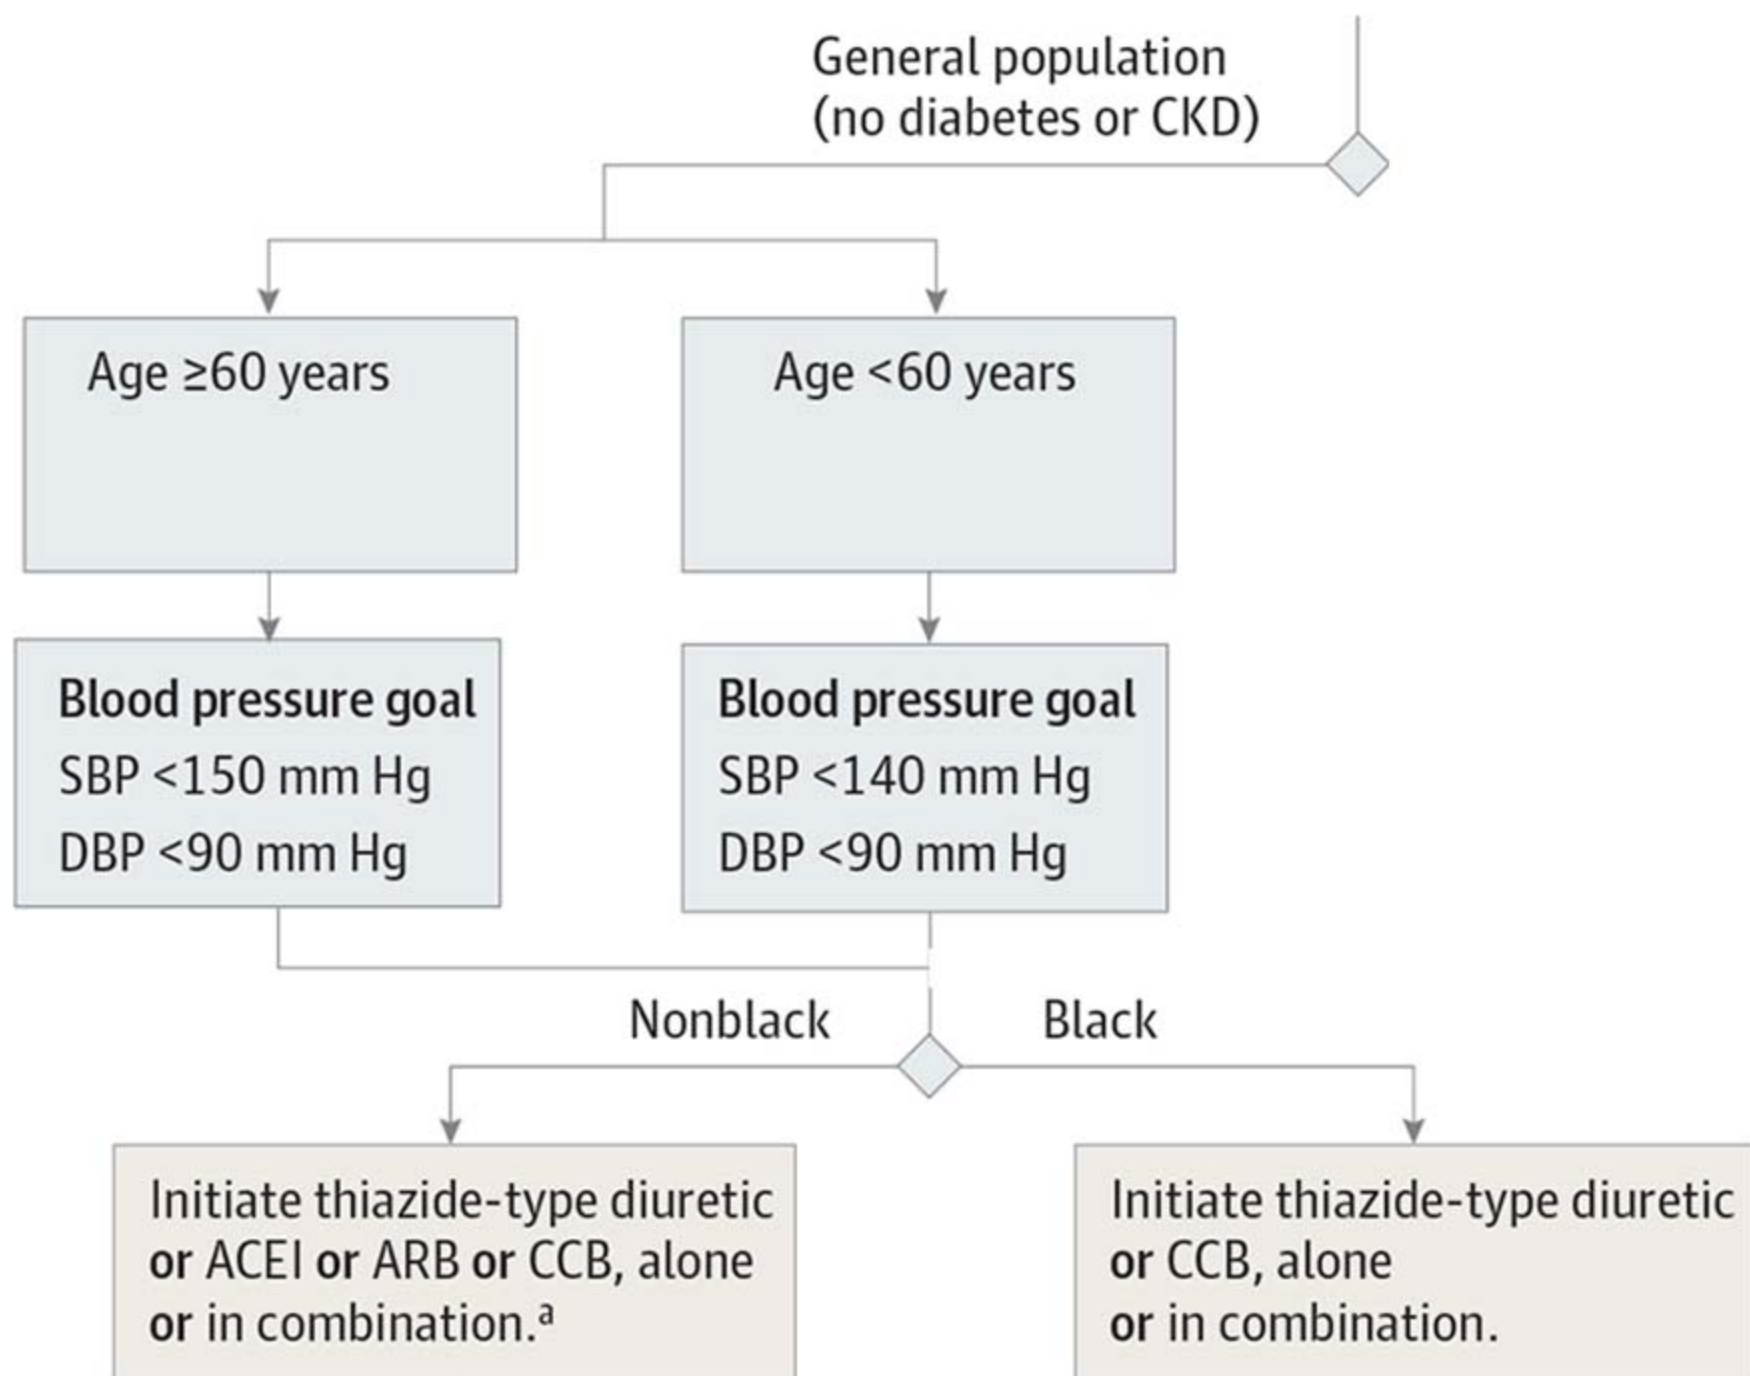 General population
(no diabetes or CKD)
Age ≥60 years
Age <60 years
Blood pressure goal
SBP <150 mm Hg
DBP <90 mm Hg
Blood pressure goal
SBP <140 mm Hg
DBP <90 mm Hg
Nonblack
Black
Initiate thiazide-type diuretic
or ACEI or ARB or CCB, alone
or in combination.ᵃ
Initiate thiazide-type diuretic
or CCB, alone
or in combination.